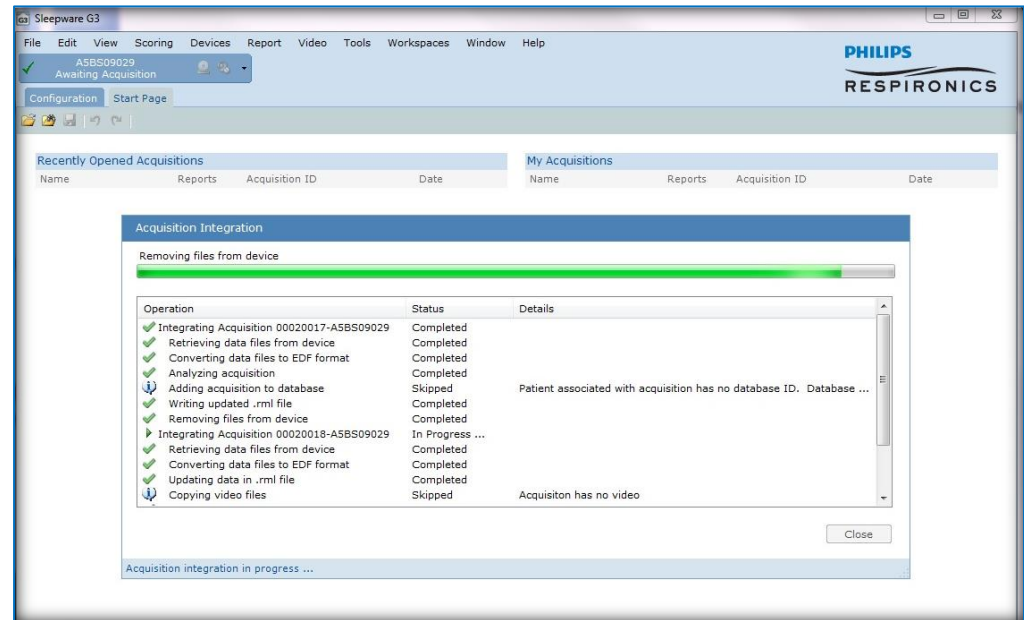 G3 Sleepware G3
File Edit View Scoring Devices Report Video Tools Workspaces Window Help
A5BS09029
Awaiting Acquisition
PHILIPS
RESPIRONICS
Configuration Start Page
Recently Opened Acquisitions My Acquisitions
Name Reports Acquisition ID Date Name Reports Acquisition ID Date
Acquisition Integration
Removing files from device
Operation Status Details
Integrating Acquisition 00020017-A5BS09029 Completed
Retrieving data files from device Completed
Converting data files to EDF format Completed
Analyzing acquisition Completed
Adding acquisition to database Skipped Patient associated with acquisition has no database ID. Database ...
Writing updated .rml file Completed
Removing files from device Completed
Integrating Acquisition 00020018-A5BS09029 In Progress ...
Retrieving data files from device Completed
Converting data files to EDF format Completed
Updating data in .rml file Completed
Copying video files Skipped Acquisiton has no video
Close
Acquisition integration in progress ...